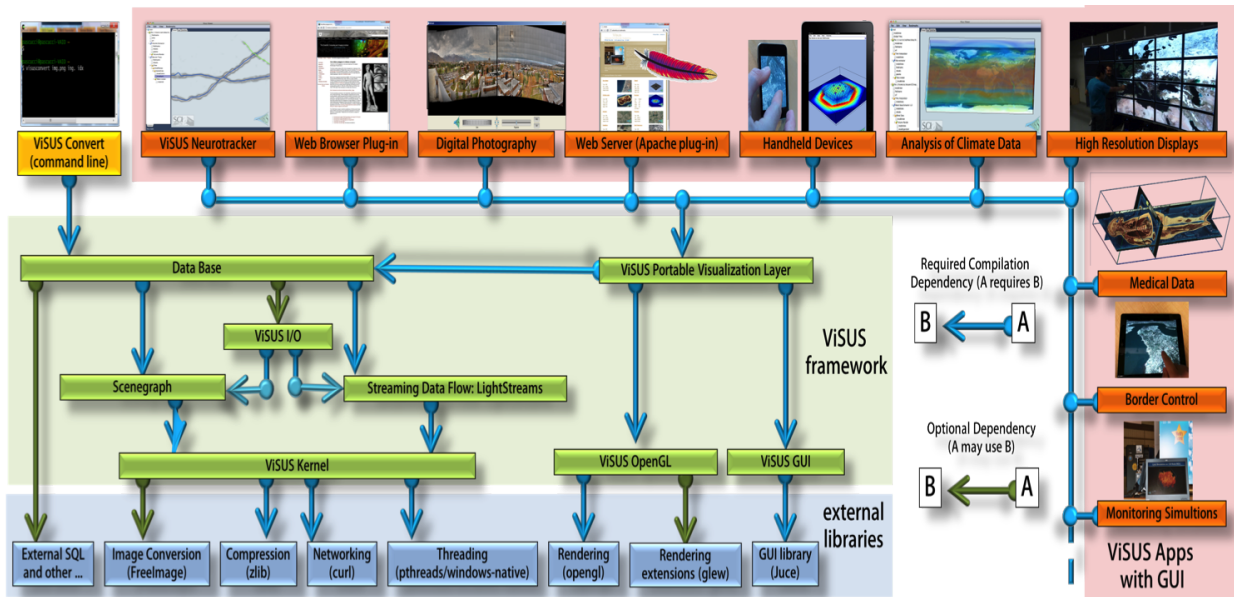 ViSUS Convert
(command line)
ViSUS Neurotracker
Web Browser Plug-in
Digital Photography
Web Server (Apache plug-in)
Handheld Devices
Analysis of Climate Data
High Resolution Displays
Data Base
ViSUS Portable Visualization Layer
Required Compilation
Dependency (A requires B)
B
A
Medical Data
ViSUS I/O
ViSUS
framework
Scenegraph
Streaming Data Flow: LightStreams
Border Control
Optional Dependency
(A may use B)
B
A
ViSUS Kernel
ViSUS OpenGL
ViSUS GUI
Monitoring Simultions
external
libraries
External SQL
and other ...
Image Conversion
(FreeImage)
Compression
(zlib)
Networking
(curl)
Threading
(pthreads/windows-native)
Rendering
(opengl)
Rendering
extensions (glew)
GUI library
(Juce)
ViSUS Apps
with GUI